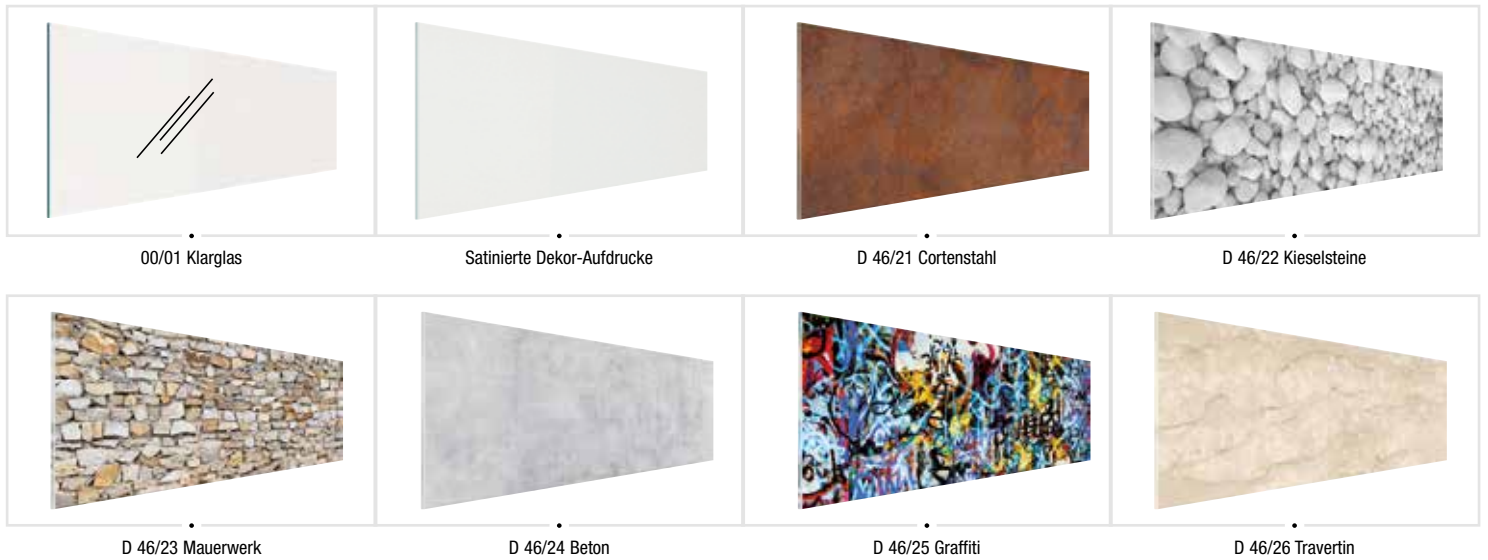 00/01 Klarglas
Satinierte Dekor-Aufdrucke
D 46/21 Cortenstahl
D 46/22 Kieselsteine
D 46/23 Mauerwerk
D 46/24 Beton
D 46/25 Graffiti
D 46/26 Travertin